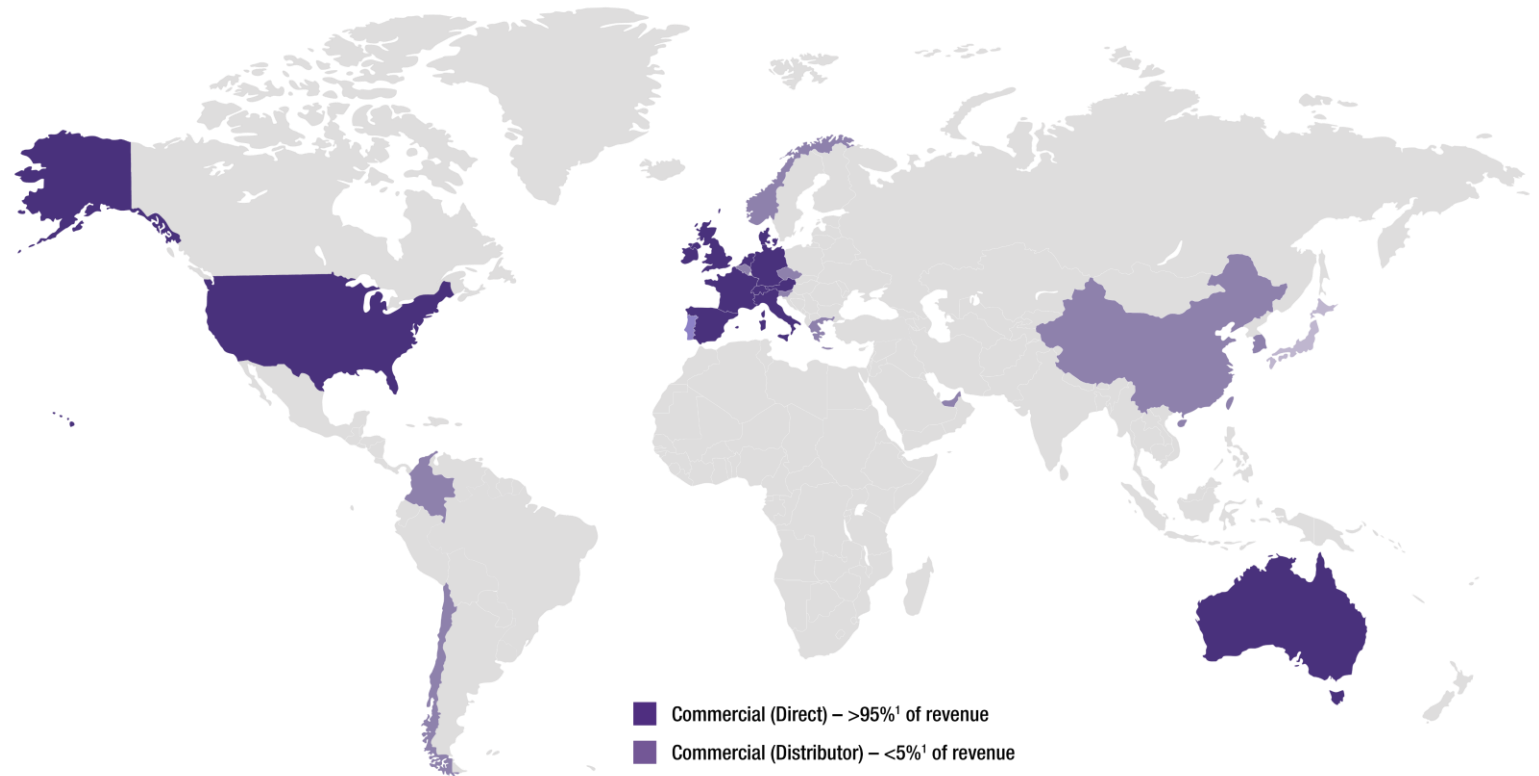 Commercial (Direct) – >95%¹ of revenue
Commercial (Distributor) – <5%¹ of revenue